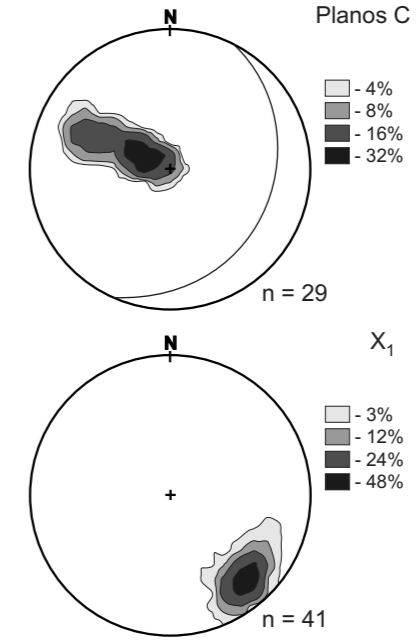 N
Planos C
- 4%
- 8%
- 16%
- 32%
n = 29
N
X₁
- 3%
- 12%
- 24%
- 48%
n = 41